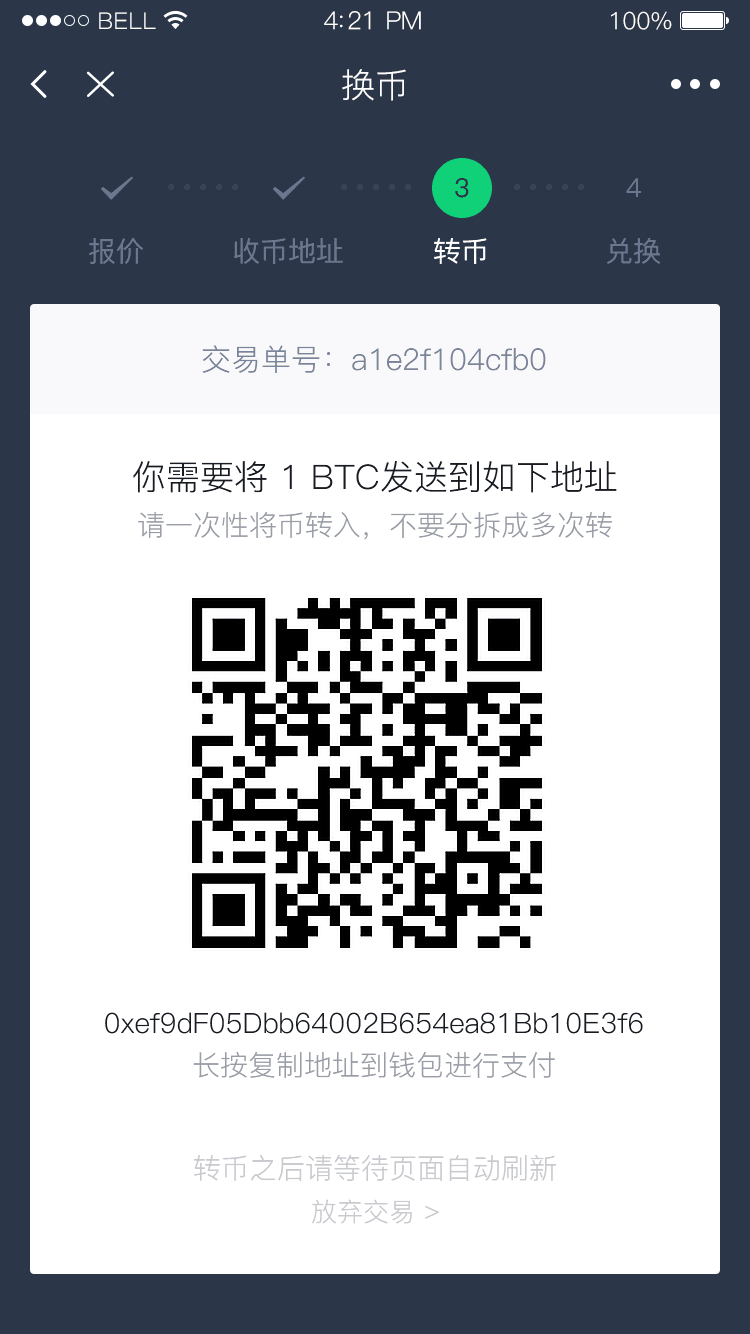 BELL 4:21 PM 100%
换币
3 4
报价 收币地址 转币 兑换
交易单号：a1e2f104cfb0
你需要将 1 BTC发送到如下地址
请一次性将币转入，不要分拆成多次转
0xef9dF05Dbb64002B654ea81Bb10E3f6
长按复制地址到钱包进行支付
转币之后请等待页面自动刷新
放弃交易 >